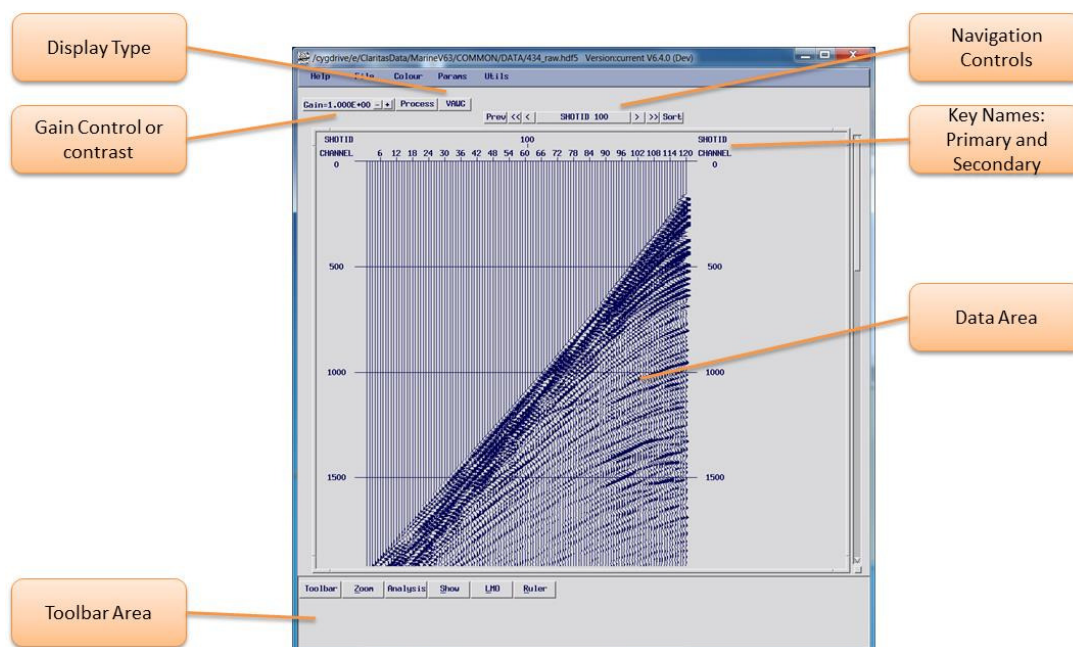 Display Type
Navigation
Controls
/cygdrive/e/ClaritasData/MarineV63/COMMON/DATA/434_raw.hdf5 Version:current V6.4.0 (Dev)
Help File Colour Params Utils
Gain=1.000E+00 - + Process VAWG
Prev << < SHOTID 100 > >> Sort
Gain Control or
contrast
Key Names:
Primary and
Secondary
SHOTID 100 SHOTID
CHANNEL 6 12 18 24 30 36 42 48 54 60 66 72 78 84 90 96 102 108 114 120 CHANNEL
0 0
500 500
Data Area
1000 1000
1500 1500
Toolbar Zoom Analysis Show LMO Ruler
Toolbar Area